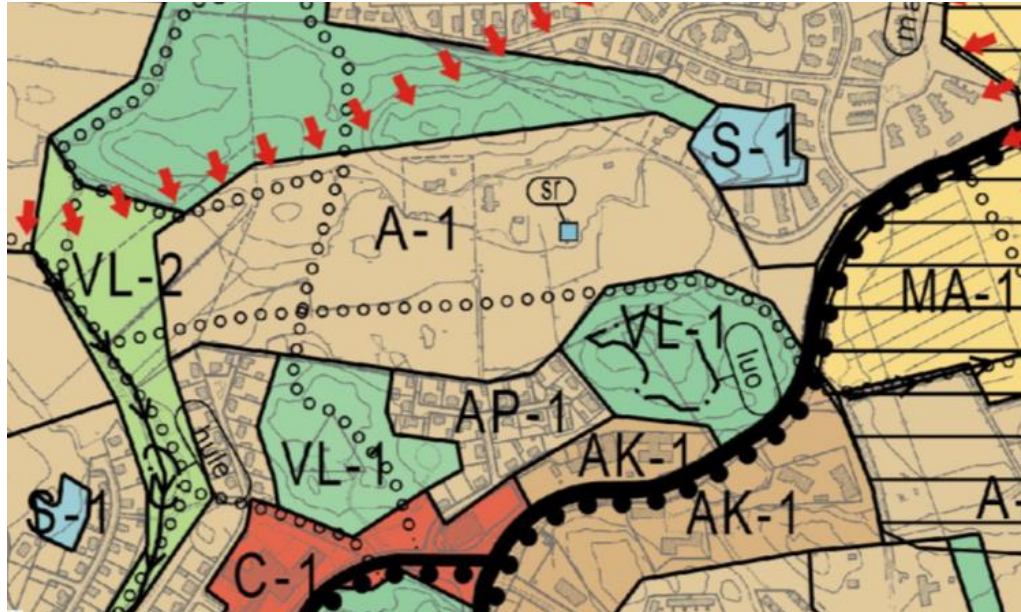 ma
S-1
sr
A-1
VL-2
MA-1
VL-1
luo
AP-1
hule
VL-1
AK-1
S-1
AK-1
A-
C-1